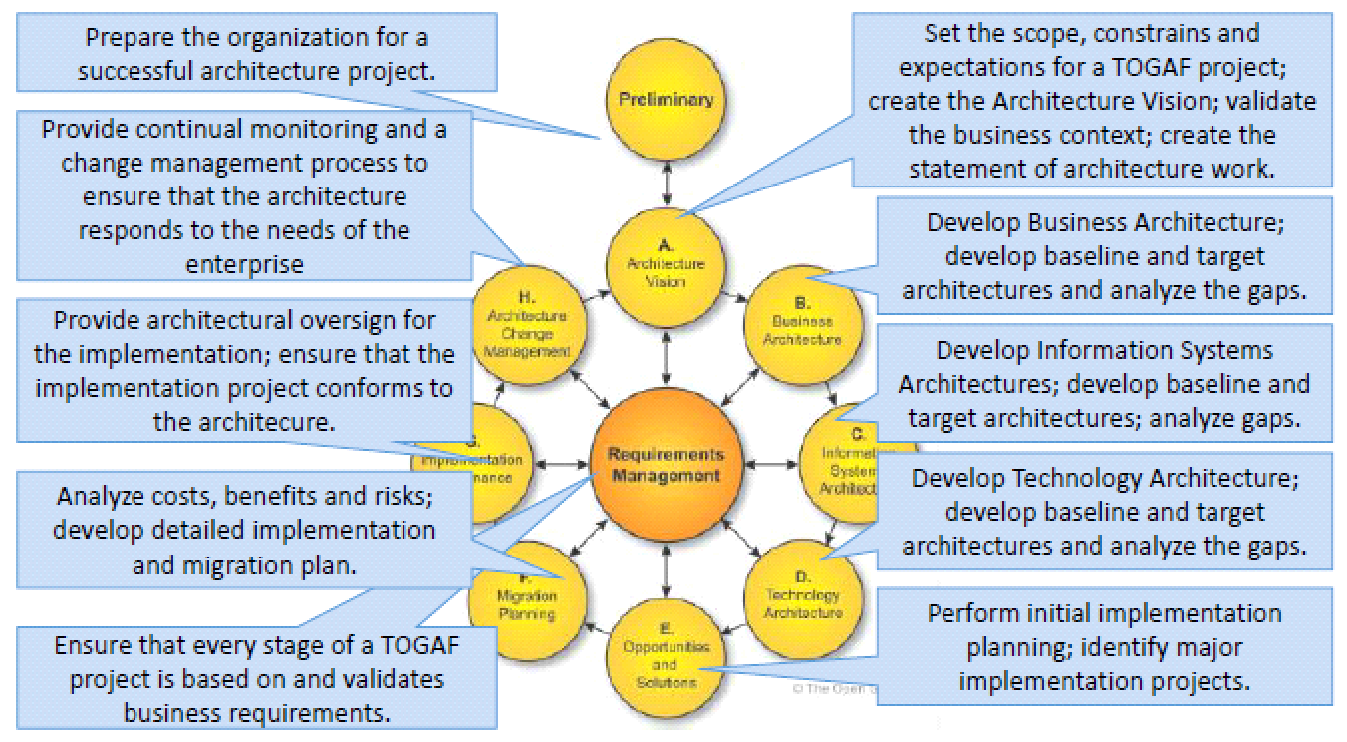 Prepare the organization for a
successful architecture project.
Provide continual monitoring and a
change management process to
ensure that the architecture
responds to the needs of the
enterprise
Provide architectural oversign for
the implementation; ensure that the
implementation project conforms to
the architecure.
Analyze costs, benefits and risks;
develop detailed implementation
and migration plan.
Ensure that every stage of a TOGAF
project is based on and validates
business requirements.
Preliminary
A.
Architecture
Vision
H.
Architecture
Change
Management
B.
Business
Architecture
G.
Requirements
Management
C.
System
F.
Migration
Planning
D.
Technology
Architecture
E.
Opportunities
and
Solutions
© The Open
Set the scope, constrains and
expectations for a TOGAF project;
create the Architecture Vision; validate
the business context; create the
statement of architecture work.
Develop Business Architecture;
develop baseline and target
architectures and analyze the gaps.
Develop Information Systems
Architectures; develop baseline and
target architectures; analyze gaps.
Develop Technology Architecture;
develop baseline and target
architectures and analyze the gaps.
Perform initial implementation
planning; identify major
implementation projects.